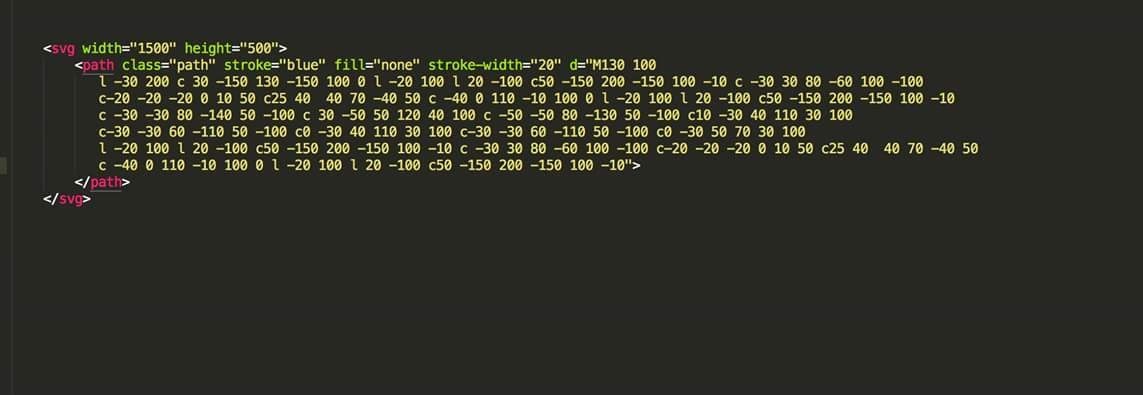 <svg width="1500" height="500">
<path class="path" stroke="blue" fill="none" stroke-width="20" d="M130 100
l -30 200 c 30 -150 130 -150 100 0 l -20 100 l 20 -100 c50 -150 200 -150 100 -10 c -30 30 80 -60 100 -100
c-20 -20 -20 0 10 50 c25 40  40 70 -40 50 c -40 0 110 -10 100 0 l -20 100 l 20 -100 c50 -150 200 -150 100 -10
c -30 -30 80 -140 50 -100 c 30 -50 50 120 40 100 c -50 -50 80 -130 50 -100 c10 -30 40 110 30 100
c-30 -30 60 -110 50 -100 c0 -30 40 110 30 100 c-30 -30 60 -110 50 -100 c0 -30 50 70 30 100
l -20 100 l 20 -100 c50 -150 200 -150 100 -10 c -30 30 80 -60 100 -100 c-20 -20 -20 0 10 50 c25 40  40 70 -40 50
c -40 0 110 -10 100 0 l -20 100 l 20 -100 c50 -150 200 -150 100 -10">
</path>
</svg>